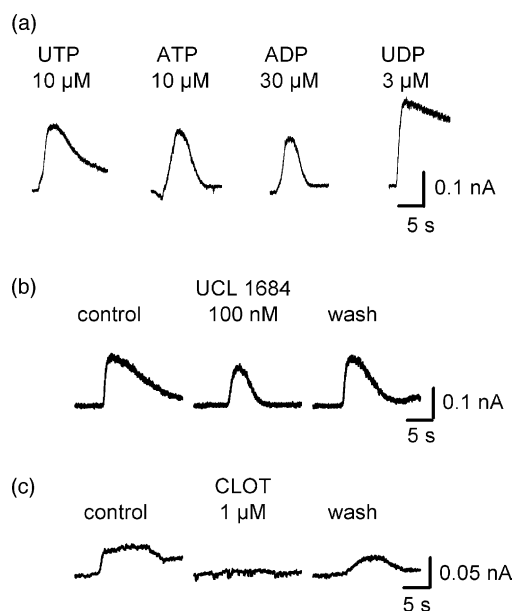 (a)
UTP ATP ADP UDP
10 µM 10 µM 30 µM 3 µM
0.1 nA
5 s
(b)
UCL 1684
control 100 nM wash
0.1 nA
5 s
(c)
CLOT
control 1 µM wash
0.05 nA
5 s